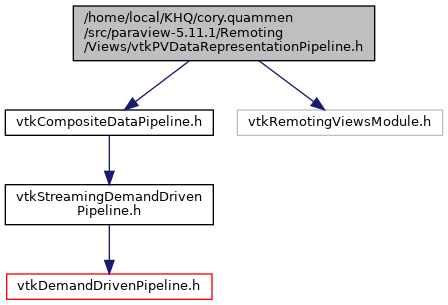 /home/local/KHQ/cory.quammen
/src/paraview-5.11.1/Remoting
/Views/vtkPVDataRepresentationPipeline.h
vtkCompositeDataPipeline.h
vtkRemotingViewsModule.h
vtkStreamingDemandDriven
Pipeline.h
vtkDemandDrivenPipeline.h